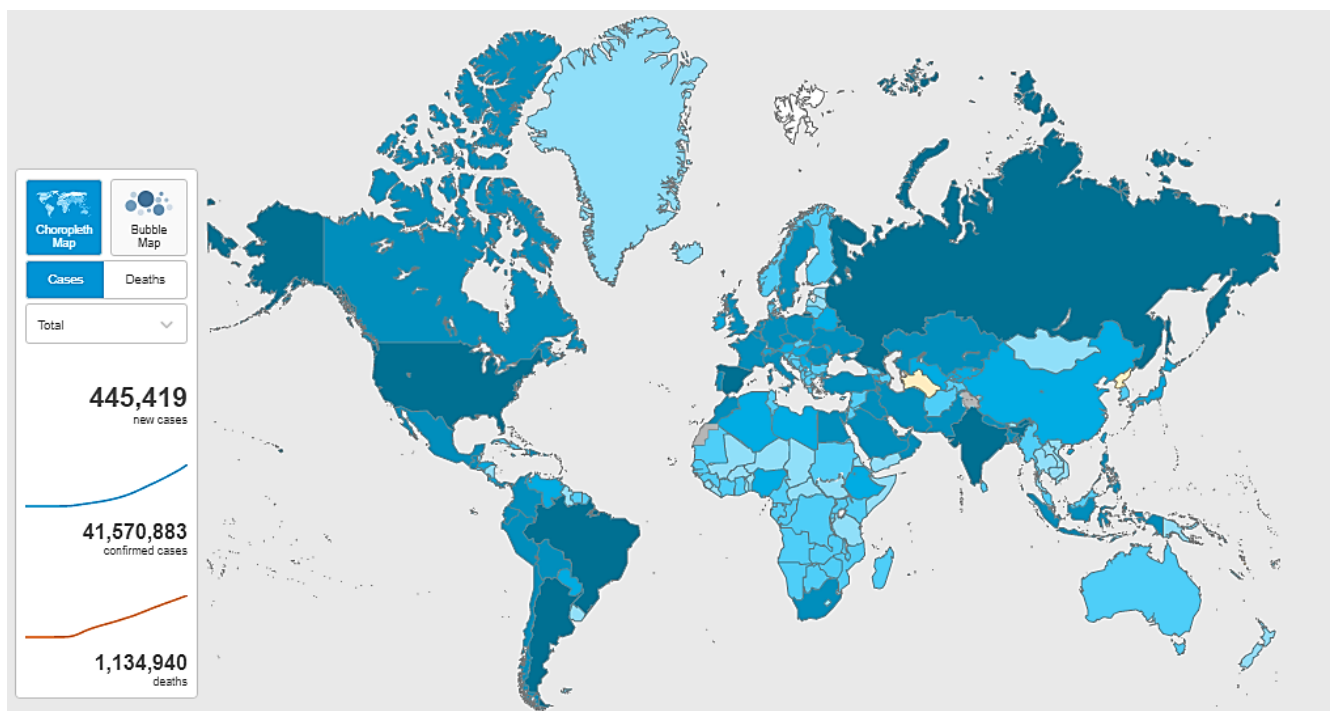 Choropleth
Map
Bubble
Map
Cases
Deaths
Total
445,419
new cases
41,570,883
confirmed cases
1,134,940
deaths